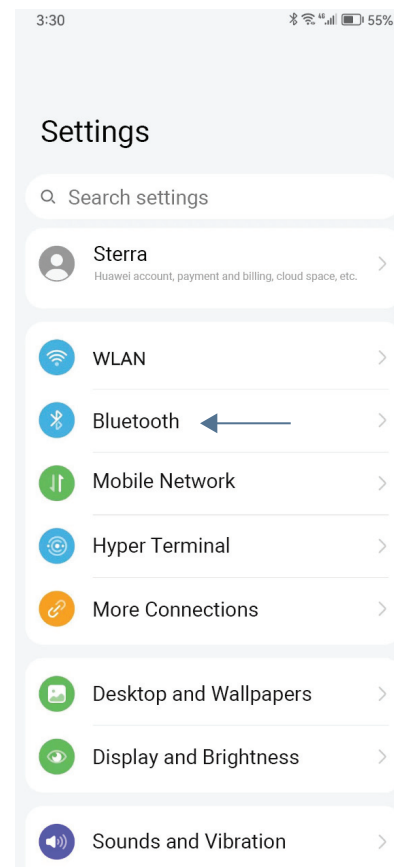 3:30 4G 55%
Settings
Search settings
Sterra
Huawei account, payment and billing, cloud space, etc.
WLAN
Bluetooth
Mobile Network
Hyper Terminal
More Connections
Desktop and Wallpapers
Display and Brightness
Sounds and Vibration